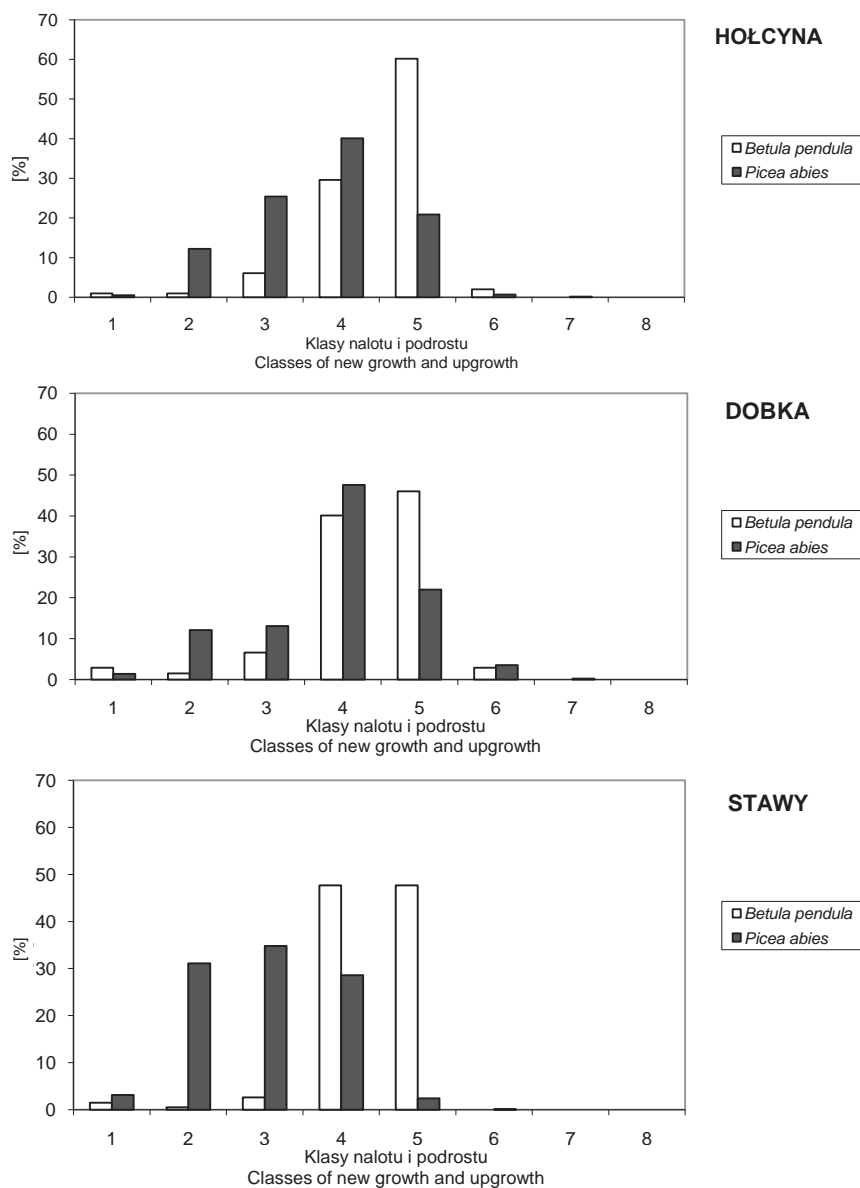 HOŁCYNA
70
60
50
40
30
20
10
0
[%]
Betula pendula
Picea abies
1 2 3 4 5 6 7 8
Klasy nalotu i podrostu
Classes of new growth and upgrowth
DOBKA
70
60
50
40
30
20
10
0
[%]
Betula pendula
Picea abies
1 2 3 4 5 6 7 8
Klasy nalotu i podrostu
Classes of new growth and upgrowth
STAWY
70
60
50
40
30
20
10
0
[%]
Betula pendula
Picea abies
1 2 3 4 5 6 7 8
Klasy nalotu i podrostu
Classes of new growth and upgrowth